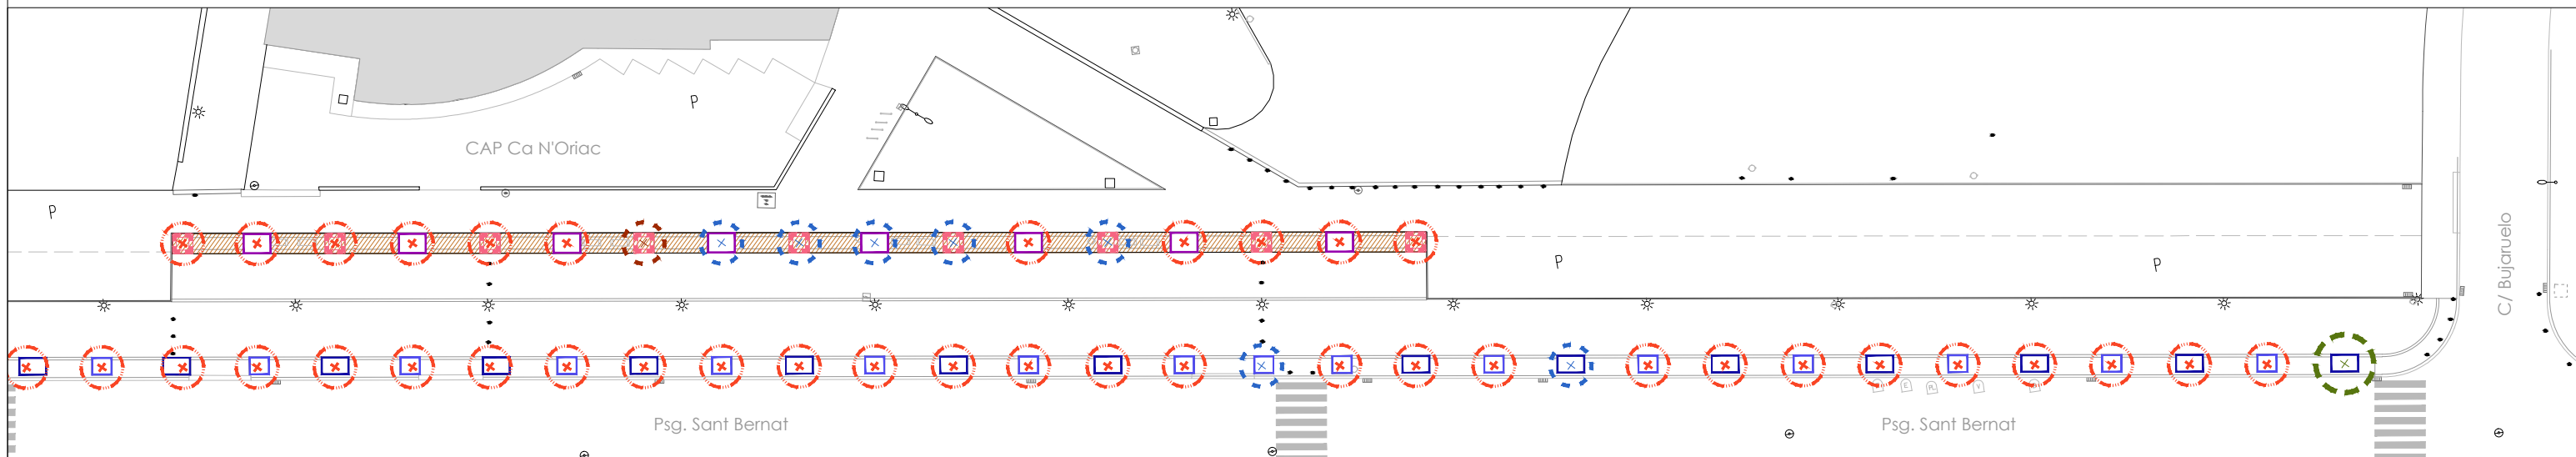 P
CAP Ca N'Oriac
P
P
P
C/ Bujaruelo
E
Psg. Sant Bernat
Psg. Sant Bernat